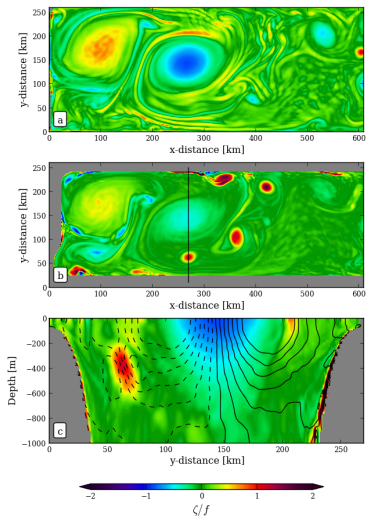 250
200
150
100
50
0
y-distance [km]
a
0 100 200 300 400 500 600
x-distance [km]
250
200
150
100
50
0
y-distance [km]
b
0 100 200 300 400 500 600
x-distance [km]
0
−200
−400
−600
−800
−1000
Depth [m]
c
0 50 100 150 200 250
y-distance [km]
−2 −1 0 1 2
ζ/f